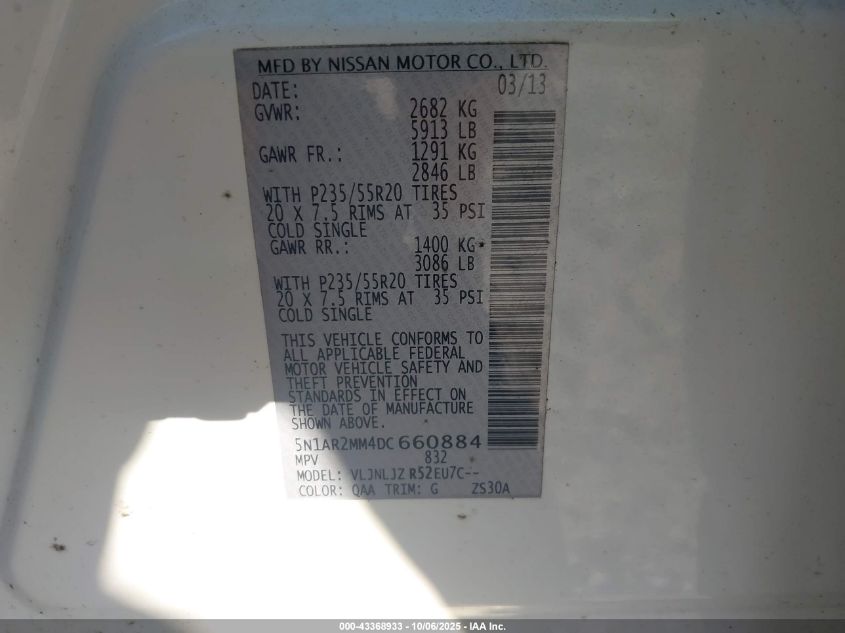 MFD BY NISSAN MOTOR CO., LTD.
DATE: 03/13
GVWR: 2682 KG
5913 LB
GAWR FR.: 1291 KG
2846 LB
WITH P235/55R20 TIRES
20 X 7.5 RIMS AT 35 PSI
COLD SINGLE
GAWR RR.: 1400 KG
3086 LB
WITH P235/55R20 TIRES
20 X 7.5 RIMS AT 35 PSI
COLD SINGLE
THIS VEHICLE CONFORMS TO
ALL APPLICABLE FEDERAL
MOTOR VEHICLE SAFETY AND
THEFT PREVENTION
STANDARDS IN EFFECT ON
THE DATE OF MANUFACTURE
SHOWN ABOVE.
5N1AR2MM4DC660884
MPV 832
MODEL: VLJNLJZ R52EU7C--
COLOR: QAA TRIM: G ZS30A
000-43368933 - 10/06/2025 - IAA Inc.